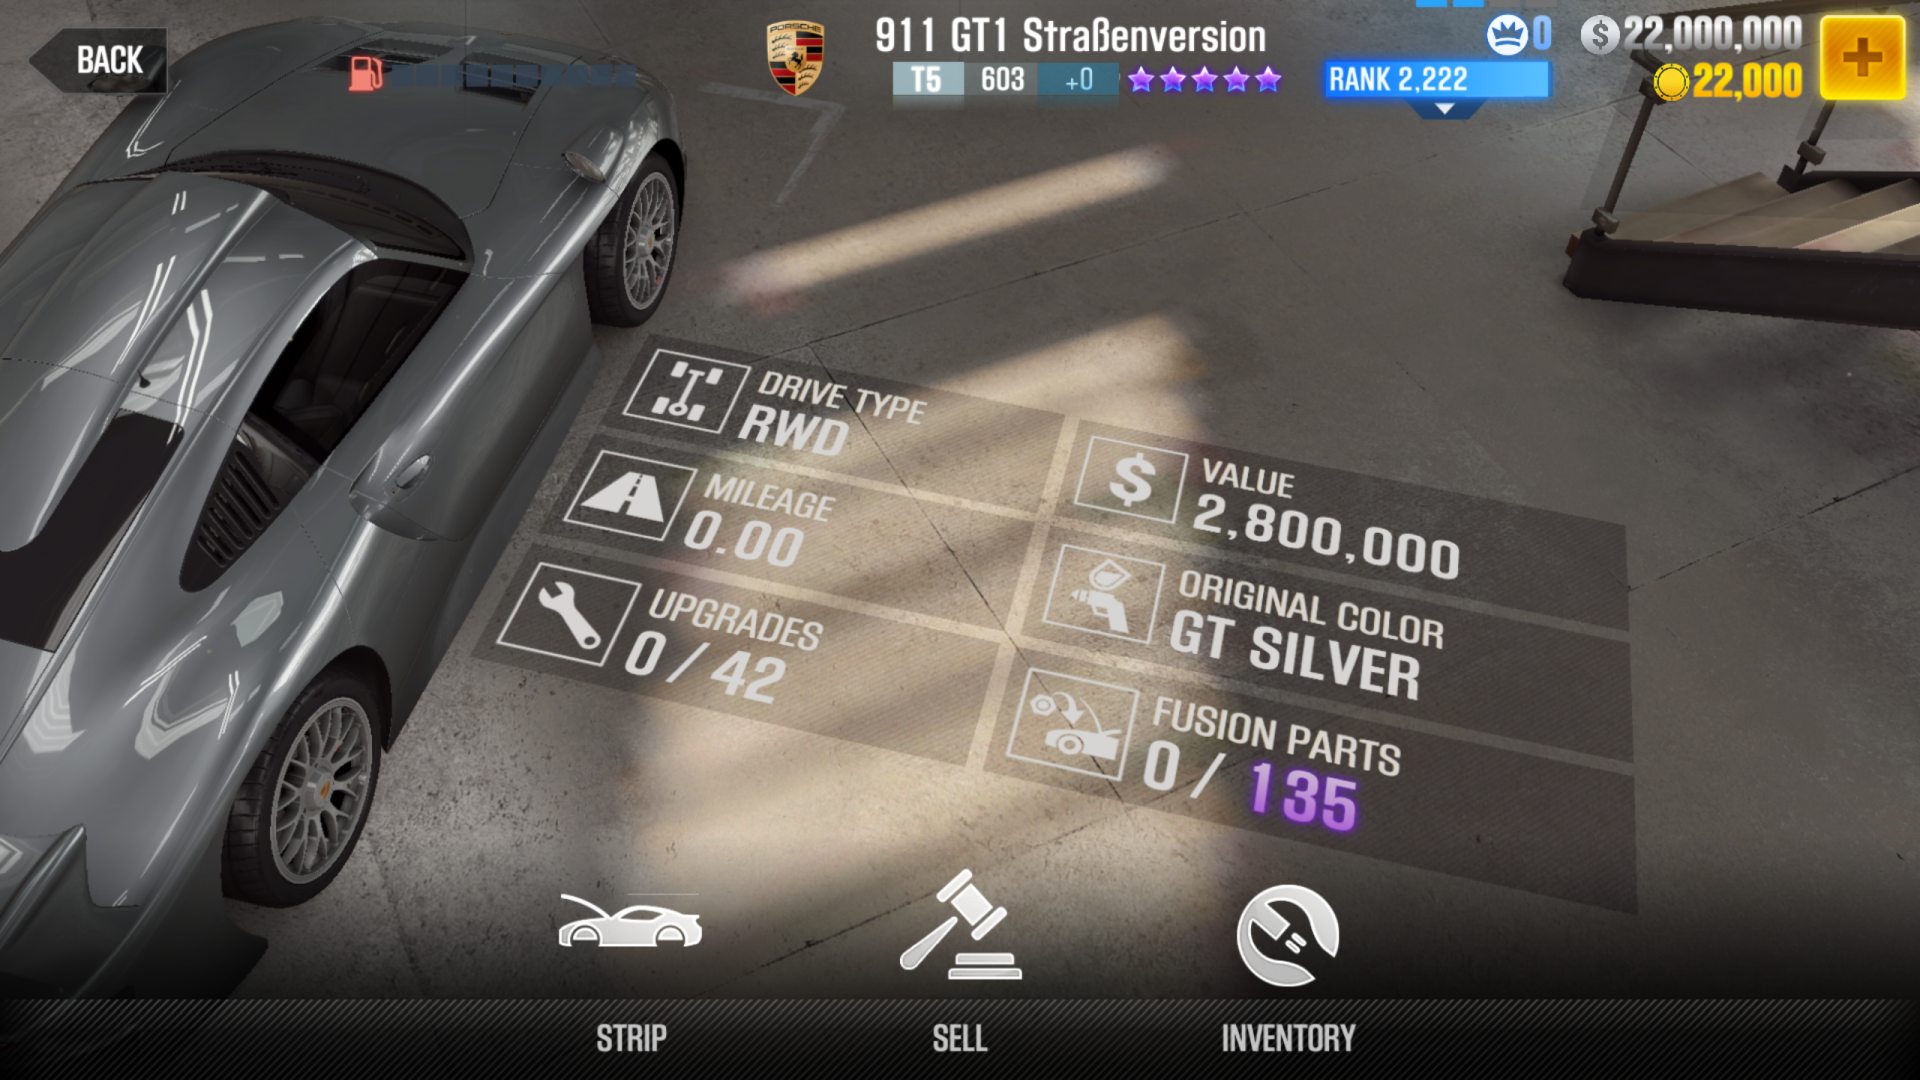 BACK
PORSCHE
911 GT1 Straßenversion
T5 603 +0
RANK 2,222
0
22,000,000
22,000
DRIVE TYPE
RWD
MILEAGE
0.00
UPGRADES
0 / 42
VALUE
2,800,000
ORIGINAL COLOR
GT SILVER
FUSION PARTS
0 / 135
STRIP
SELL
INVENTORY